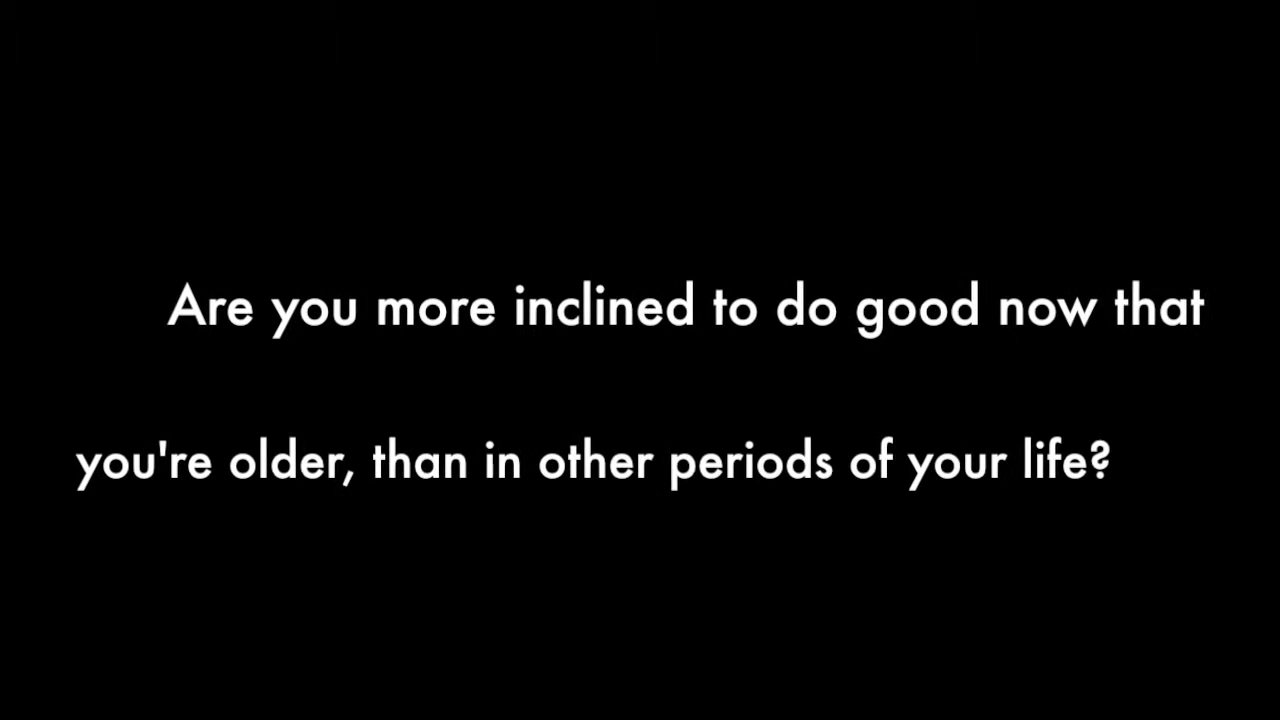 Are you more inclined to do good now that
you're older, than in other periods of your life?